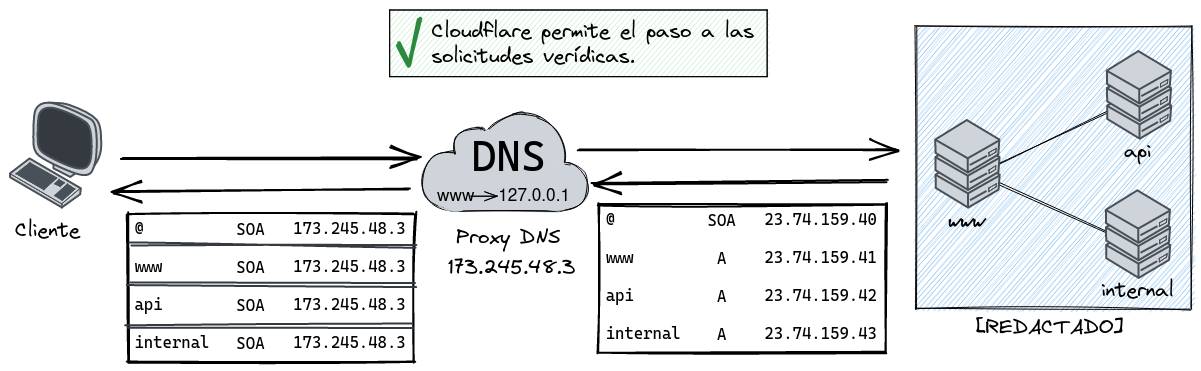 Cloudflare permite el paso a las
solicitudes verídicas.
DNS
www→127.0.0.1
Cliente
Proxy DNS
173.245.48.3
@ SOA 173.245.48.3
www SOA 173.245.48.3
api SOA 173.245.48.3
internal SOA 173.245.48.3
@ SOA 23.74.159.40
www A 23.74.159.41
api A 23.74.159.42
internal A 23.74.159.43
api
www
internal
[REDACTADO]